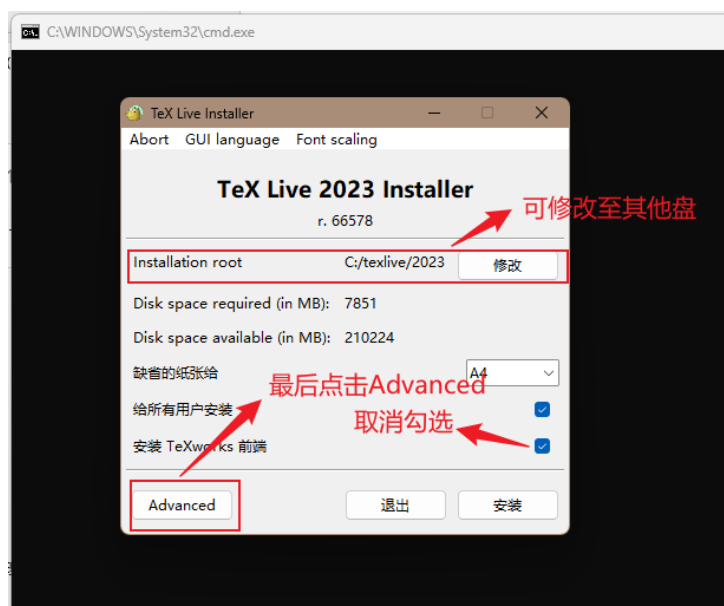 C:\WINDOWS\System32\cmd.exe
TeX Live Installer
Abort GUI language Font scaling
TeX Live 2023 Installer
r. 66578
可修改至其他盘
Installation root C:/texlive/2023 修改
Disk space required (in MB): 7851
Disk space available (in MB): 210224
缺省的纸张给 A4
最后点击Advanced
给所有用户安装
取消勾选
安装 TeXworks 前端
Advanced 退出 安装